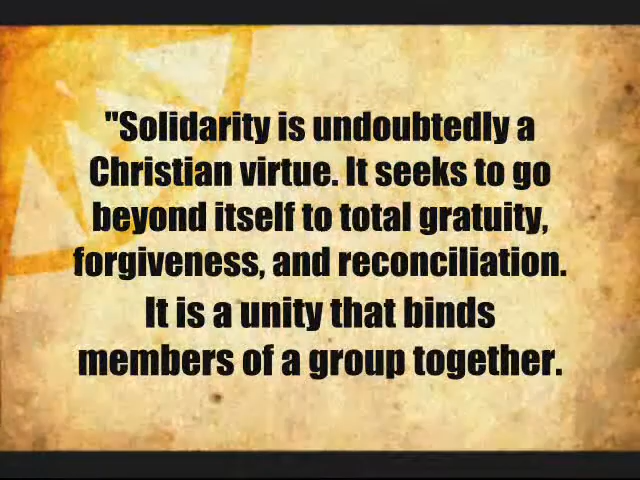 "Solidarity is undoubtedly a
Christian virtue. It seeks to go
beyond itself to total gratuity,
forgiveness, and reconciliation.
It is a unity that binds
members of a group together.